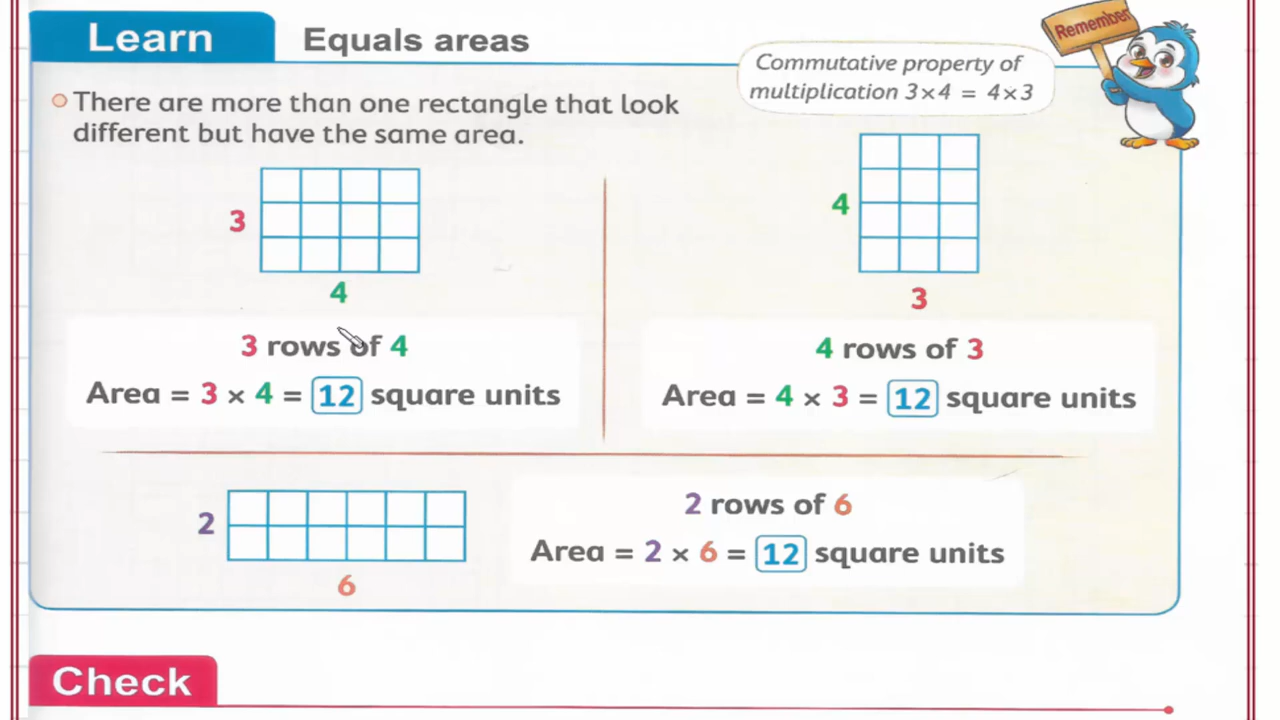 Learn
Equals areas
Remember
Commutative property of
multiplication 3×4 = 4×3
There are more than one rectangle that look
different but have the same area.
3
4
3 rows of 4
Area = 3 × 4 = 12 square units
4
3
4 rows of 3
Area = 4 × 3 = 12 square units
2
6
2 rows of 6
Area = 2 × 6 = 12 square units
Check